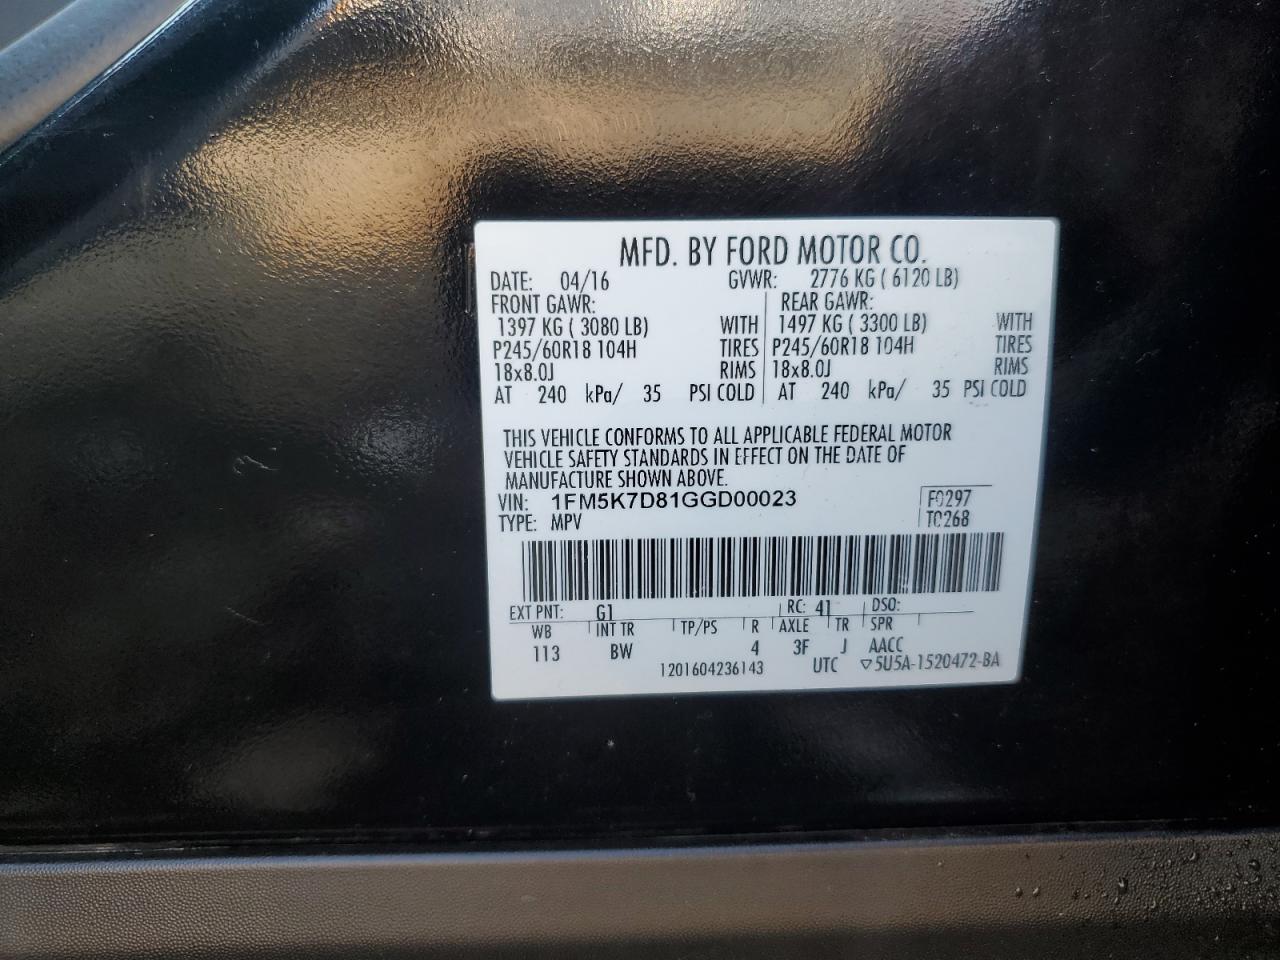 MFD. BY FORD MOTOR CO.
DATE: 04/16 GVWR: 2776 KG ( 6120 LB)
FRONT GAWR: REAR GAWR:
1397 KG ( 3080 LB) WITH 1497 KG ( 3300 LB) WITH
P245/60R18 104H TIRES P245/60R18 104H TIRES
18x8.0J RIMS 18x8.0J RIMS
AT 240 kPa/ 35 PSI COLD AT 240 kPa/ 35 PSI COLD
THIS VEHICLE CONFORMS TO ALL APPLICABLE FEDERAL MOTOR
VEHICLE SAFETY STANDARDS IN EFFECT ON THE DATE OF
MANUFACTURE SHOWN ABOVE.
VIN: 1FM5K7D81GGD00023 F0297
TYPE: MPV T0268
EXT PNT: G1 RC: 41 DSO:
WB INT TR TP/PS R AXLE TR SPR
113 BW 4 3F J AACC
1201604236143 UTC ▽5U5A-1520472-BA